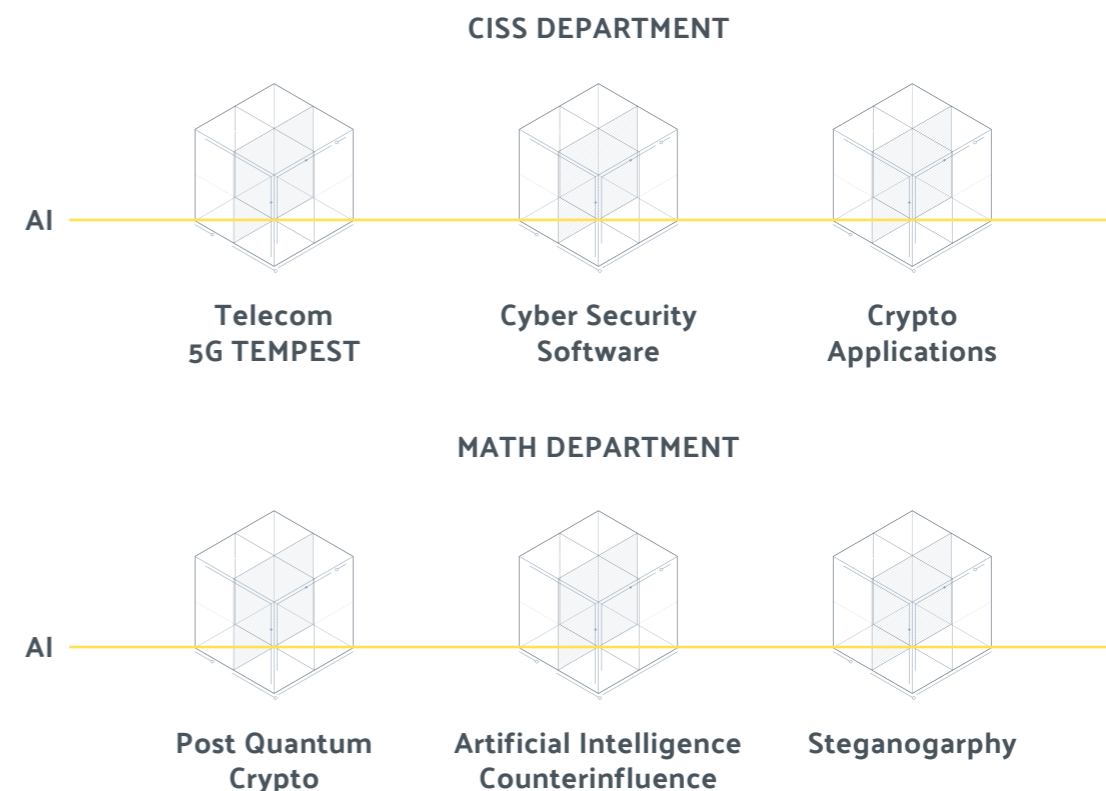 CISS DEPARTMENT
AI
Telecom
5G TEMPEST
Cyber Security
Software
Crypto
Applications
MATH DEPARTMENT
AI
Post Quantum
Crypto
Artificial Intelligence
Counterinfluence
Steganogarphy